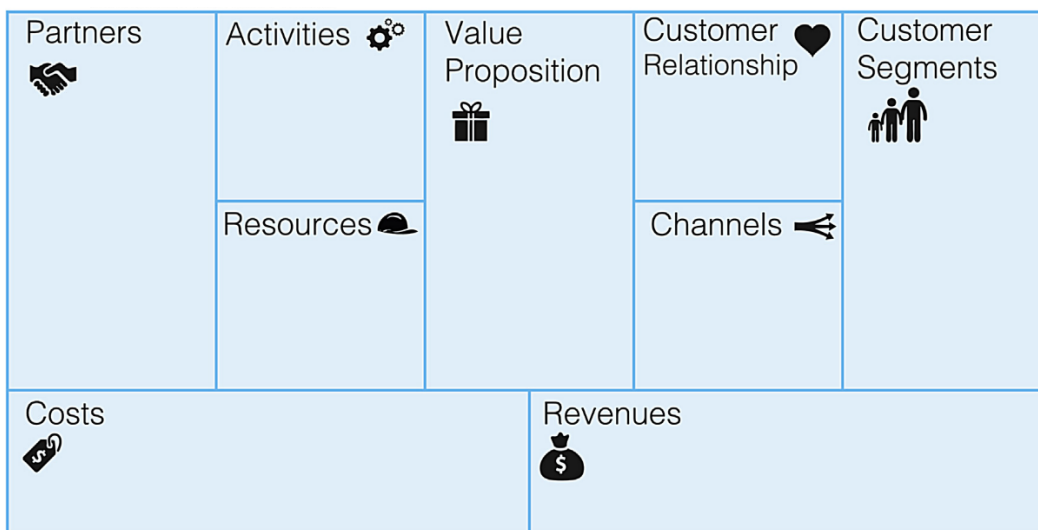 Partners
Activities
Value
Proposition
Customer
Relationship
Customer
Segments
Resources
Channels
Costs
$
Revenues
$